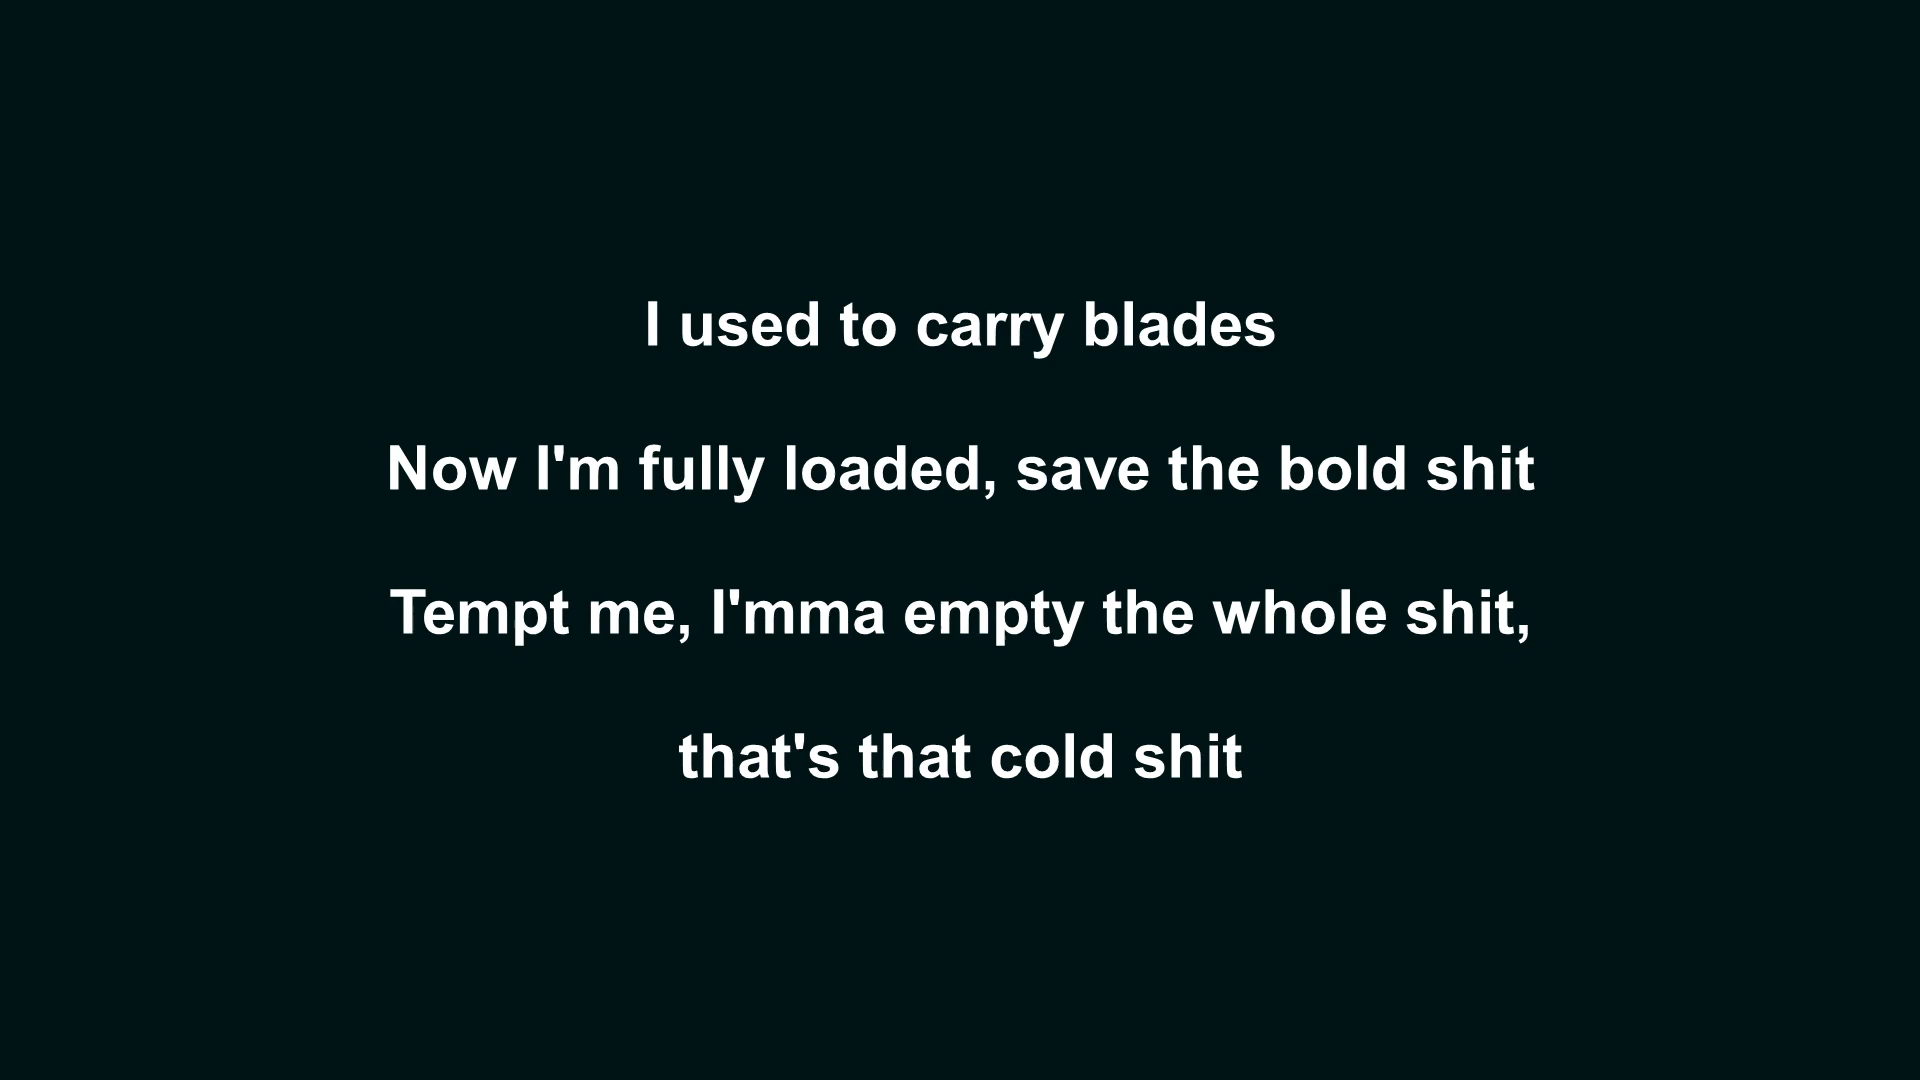 I used to carry blades
Now I'm fully loaded, save the bold shit
Tempt me, I'mma empty the whole shit,
that's that cold shit